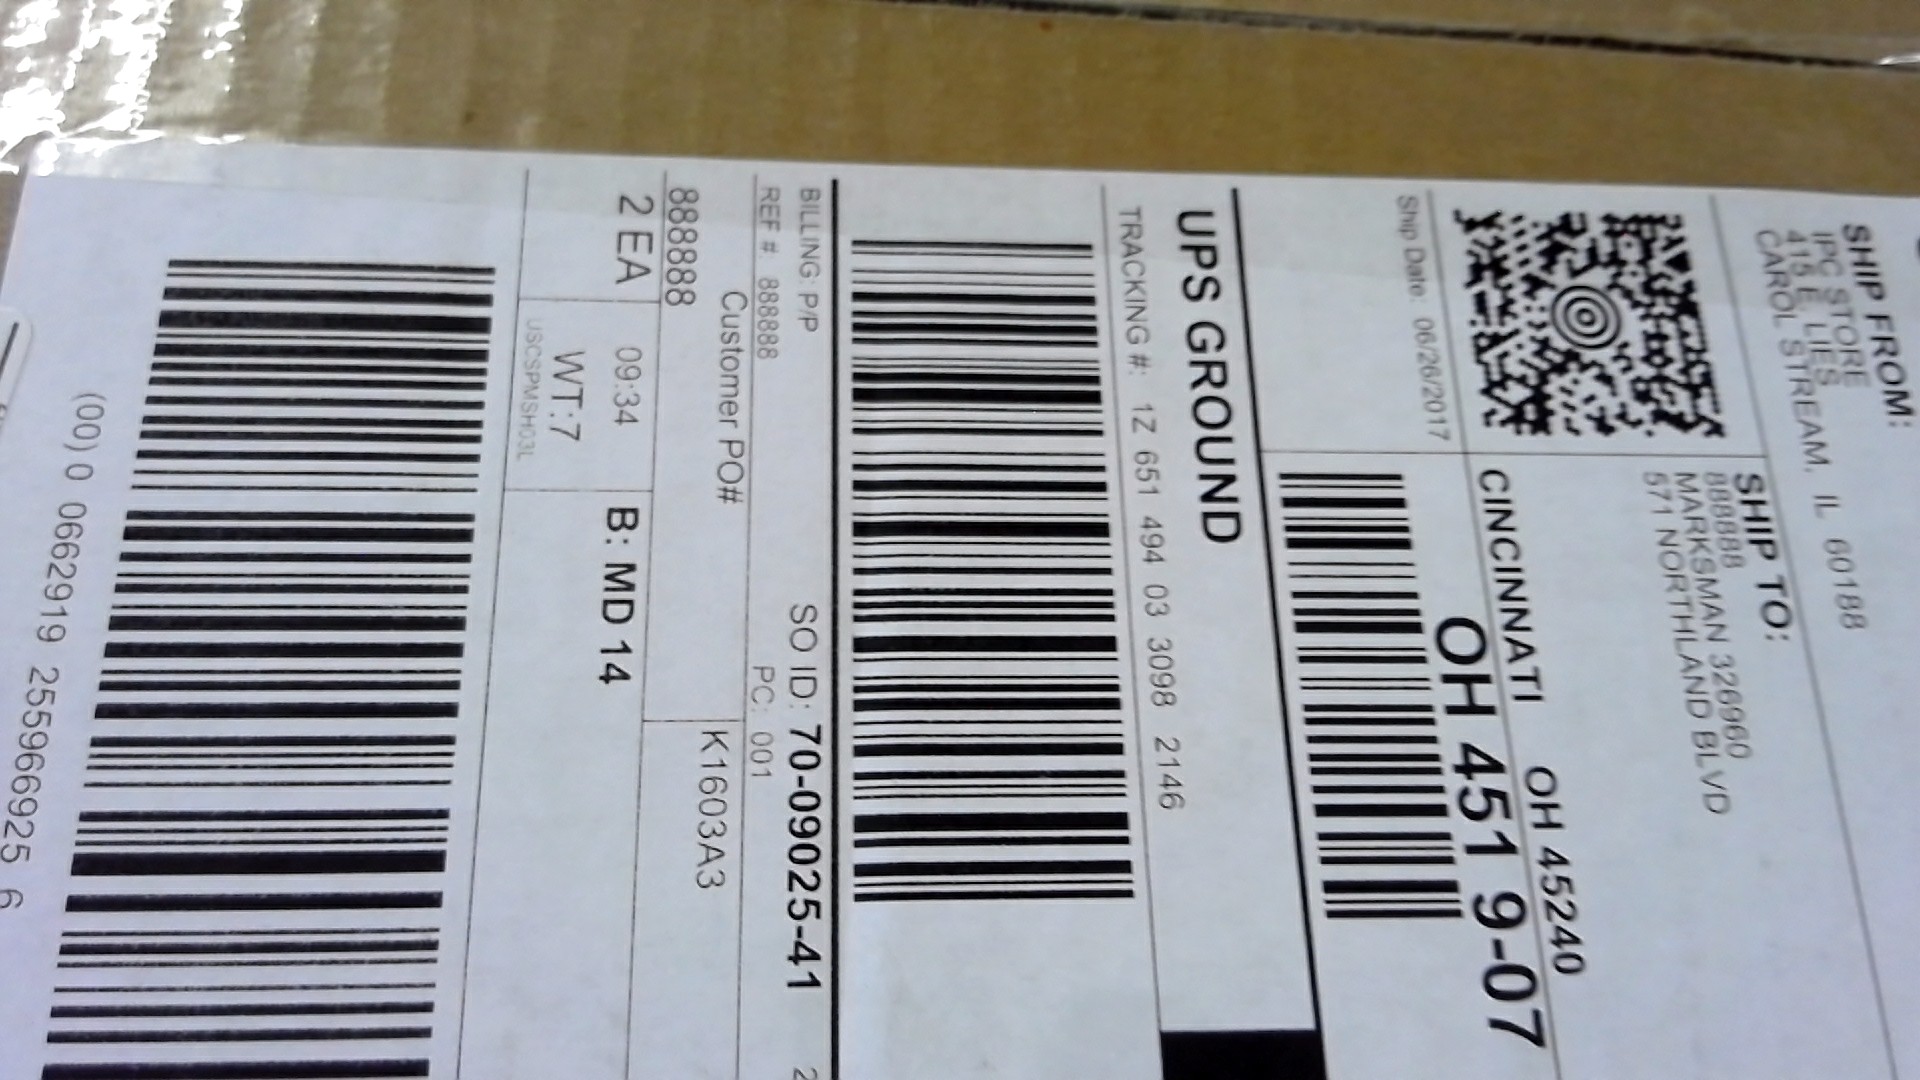 SHIP FROM:
IPC STORE
415 E. LIES
CAROL STREAM, IL 60188
SHIP TO:
888888
MARKSMAN 326960
571 NORTHLAND BLVD
CINCINNATI OH 45240
OH 451 9-07
Ship Date: 06/26/2017
UPS GROUND
TRACKING #: 1Z 651 494 03 3098 2146
BILLING: P/P
SO ID: 70-09025-41
REF #: 888888
PC: 001
Customer PO#
888888
K1603A3
2 EA
09:34
B: MD 14
WT:7
USCSPMSH03L
(00) 0 0662919 2559669925 6